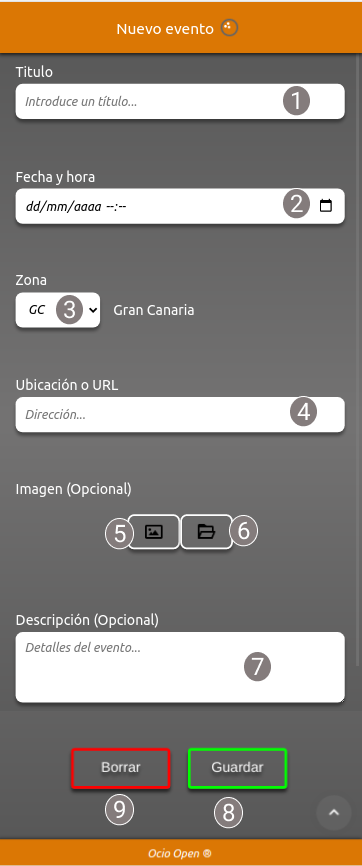 Nuevo evento
Titulo
Introduce un título... 1
Fecha y hora
dd/mm/aaaa --:-- 2
Zona
GC 3 Gran Canaria
Ubicación o URL
Dirección... 4
Imagen (Opcional)
5 6
Descripción (Opcional)
Detalles del evento...
7
Borrar Guardar
9 8
Ocio Open ®